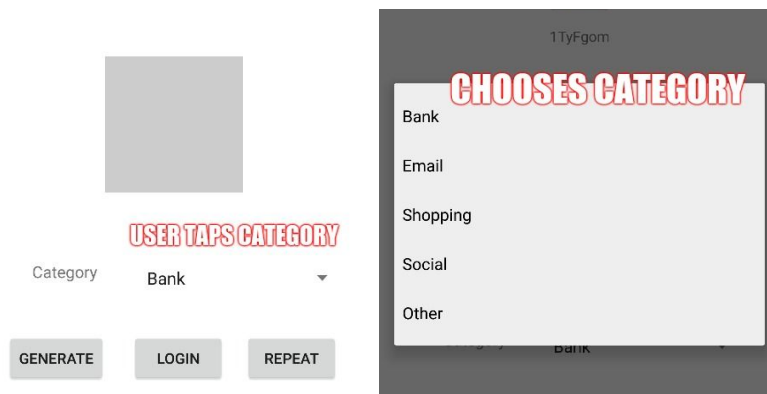 USER TAPS CATEGORY
Category
Bank
GENERATE
LOGIN
REPEAT
1TyFgom
CHOOSES CATEGORY
Bank
Email
Shopping
Social
Other
Bank